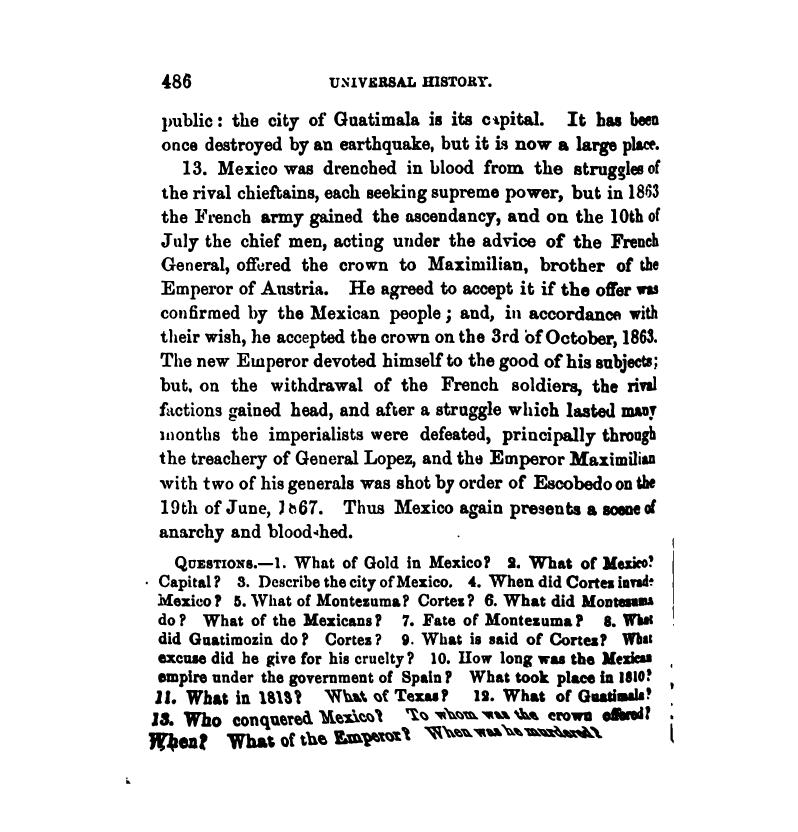 486 UNIVERSAL HISTORY.
public: the city of Guatimala is its capital. It has been
once destroyed by an earthquake, but it is now a large place.
13. Mexico was drenched in blood from the struggles of
the rival chieftains, each seeking supreme power, but in 1863
the French army gained the ascendancy, and on the 10th of
July the chief men, acting under the advice of the French
General, offered the crown to Maximilian, brother of the
Emperor of Austria. He agreed to accept it if the offer was
confirmed by the Mexican people; and, in accordance with
their wish, he accepted the crown on the 3rd of October, 1863.
The new Emperor devoted himself to the good of his subjects;
but, on the withdrawal of the French soldiers, the rival
factions gained head, and after a struggle which lasted many
months the imperialists were defeated, principally through
the treachery of General Lopez, and the Emperor Maximilian
with two of his generals was shot by order of Escobedo on the
19th of June, 1867. Thus Mexico again presents a scene of
anarchy and bloodshed.
QUESTIONS.—1. What of Gold in Mexico? 2. What of Mexico?
Capital? 3. Describe the city of Mexico. 4. When did Cortez invade
Mexico? 5. What of Montezuma? Cortez? 6. What did Montezuma
do? What of the Mexicans? 7. Fate of Montezuma? 8. What
did Guatimozin do? Cortez? 9. What is said of Cortez? What
excuse did he give for his cruelty? 10. How long was the Mexican
empire under the government of Spain? What took place in 1810?
11. What in 1813? What of Texas? 12. What of Guatimala?
13. Who conquered Mexico? To whom was the crown offered?
When? What of the Emperor? When was he murdered?